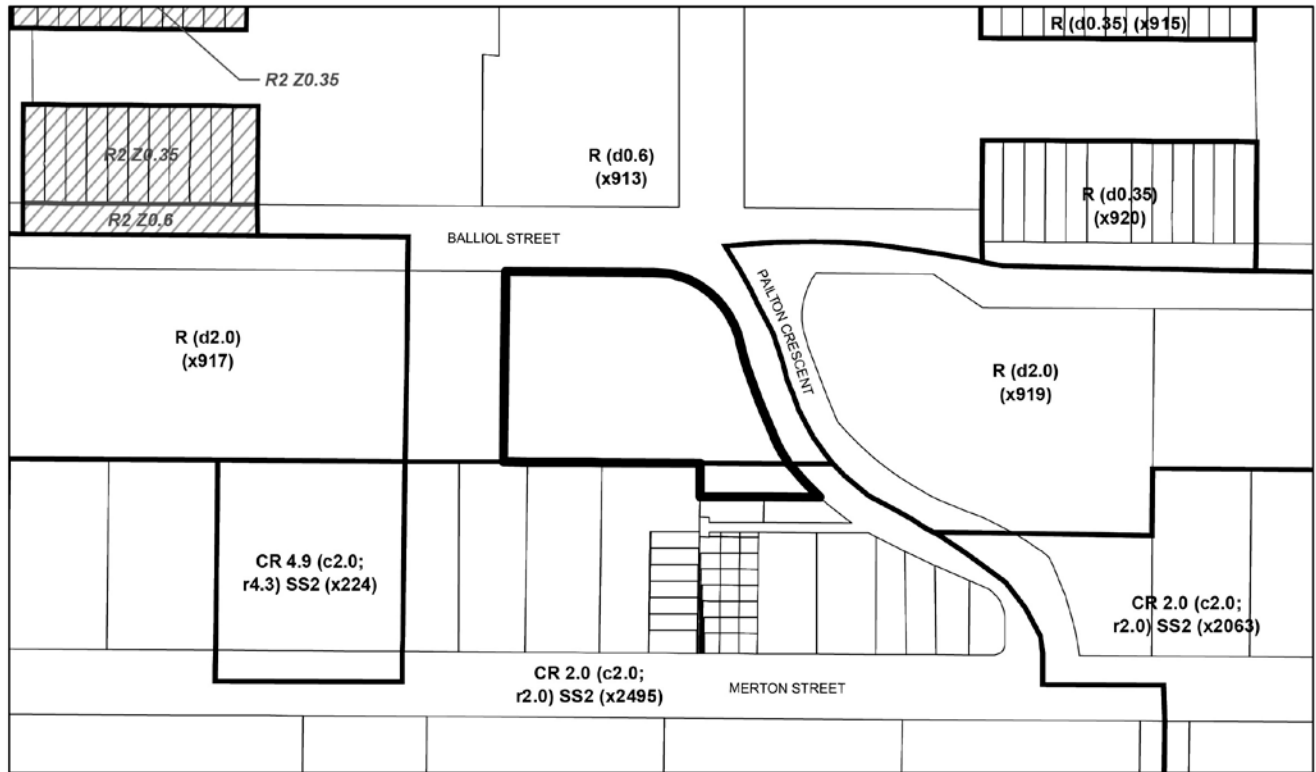 R (d0.35) (x915)
R2 Z0.35
R2 Z0.35
R (d0.6)
(x913)
R (d0.35)
(x920)
R2 Z0.6
BALLIOL STREET
PAILTON CRESCENT
R (d2.0)
(x917)
R (d2.0)
(x919)
CR 4.9 (c2.0;
r4.3) SS2 (x224)
CR 2.0 (c2.0;
r2.0) SS2 (x2063)
CR 2.0 (c2.0;
r2.0) SS2 (x2495)
MERTON STREET